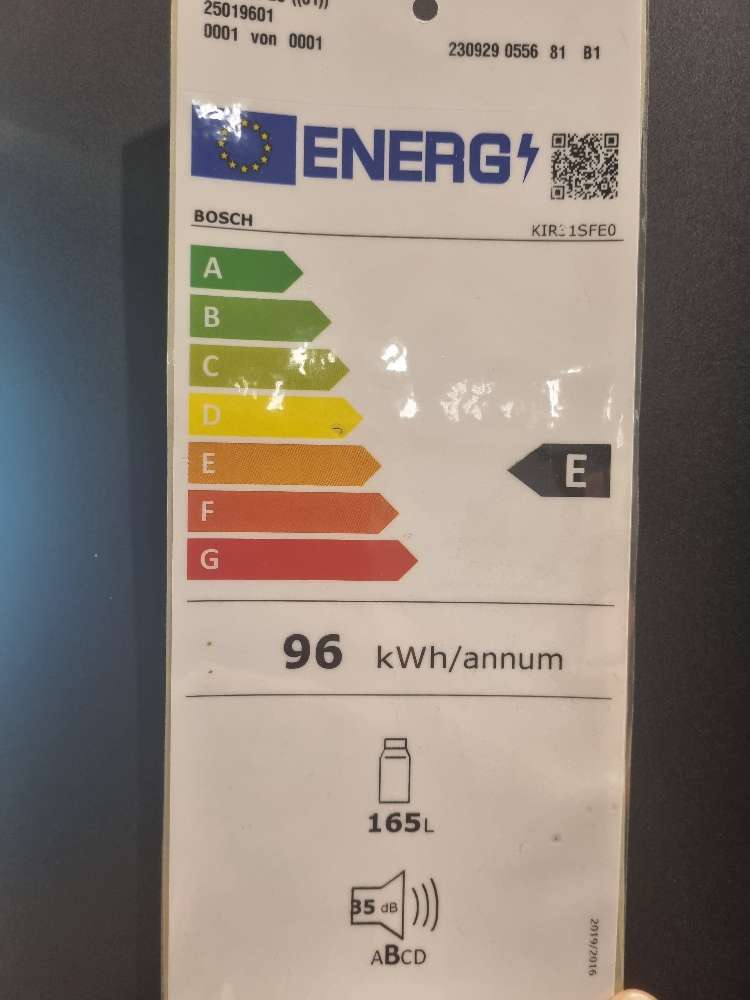 25019601
0001 von 0001
230929 0556 81 B1
ENERG
BOSCH
A
B
C
D
E
E
F
G
96 kWh/annum
165L
35 dB
ABCD
2019/2016